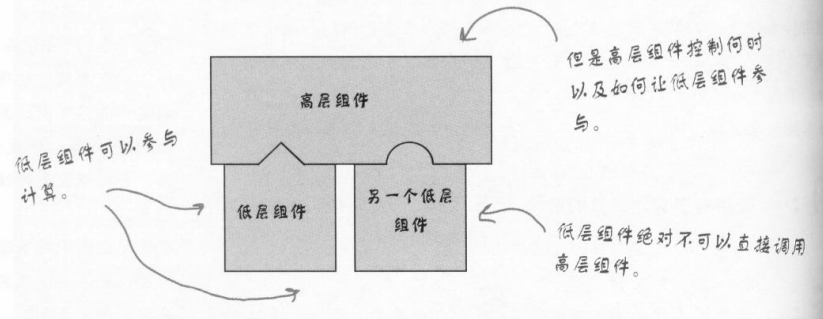 但是高层组件控制何时
以及如何让低层组件参
与。
高层组件
低层组件可以参与
计算。
低层组件
另一个低层
组件
低层组件绝对不可以直接调用
高层组件。